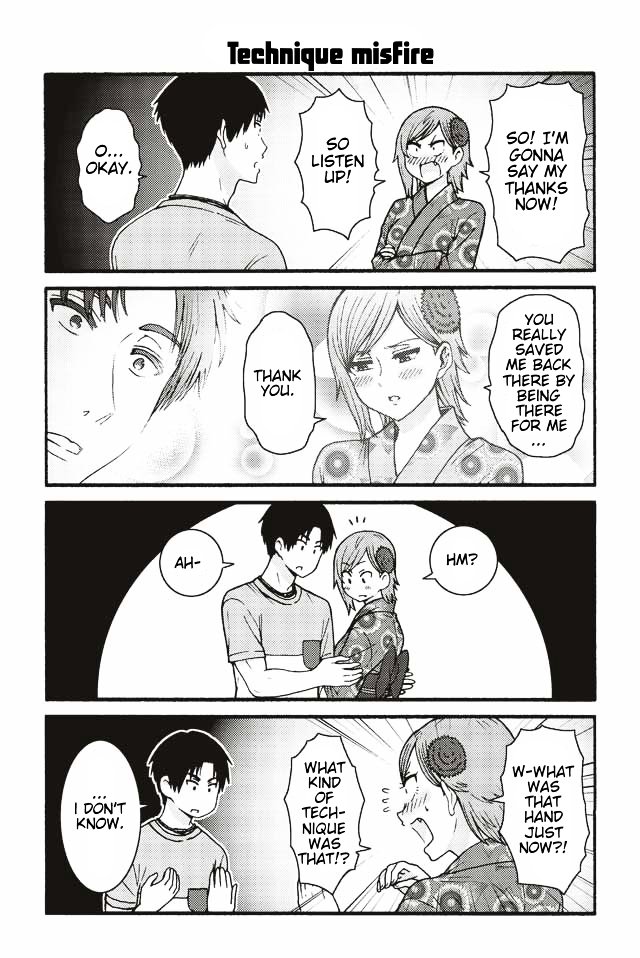 Technique misfire
SO! I'M
GONNA
SAY MY
THANKS
NOW!
SO
LISTEN
UP!
O...
OKAY.
YOU
REALLY
SAVED
ME BACK
THERE BY
BEING
THERE
FOR ME
...
THANK
YOU.
HM?
AH-
W-WHAT
WAS
THAT
HAND
JUST
NOW?!
WHAT
KIND
OF
TECH-
NIQUE
WAS
THAT!?
...
I DON'T
KNOW.